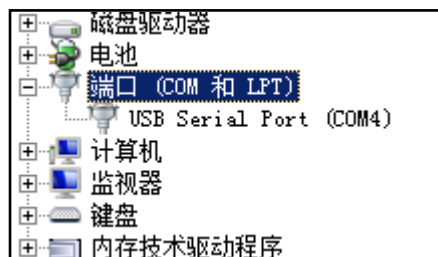 磁盘驱动器
电池
端口 (COM 和 LPT)
USB Serial Port (COM4)
计算机
监视器
键盘
内存技术驱动程序